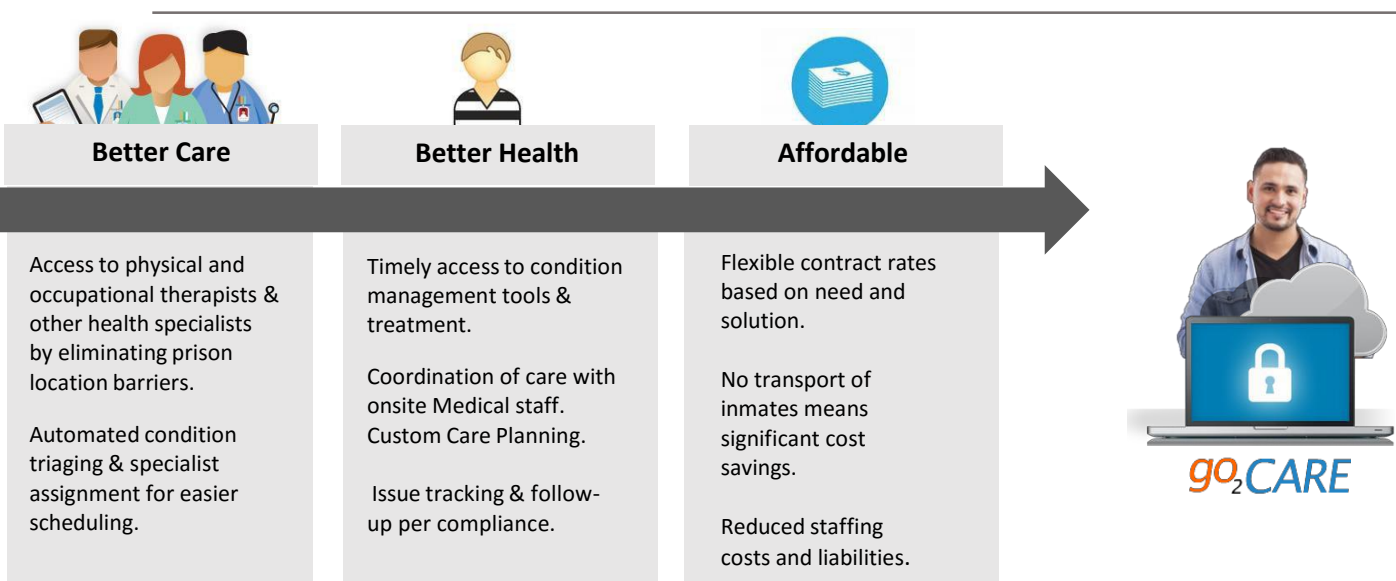 Better Care
Better Health
Affordable
Access to physical and
occupational therapists &
other health specialists
by eliminating prison
location barriers.
Automated condition
triaging & specialist
assignment for easier
scheduling.
Timely access to condition
management tools &
treatment.
Coordination of care with
onsite Medical staff.
Custom Care Planning.
Issue tracking & follow-
up per compliance.
Flexible contract rates
based on need and
solution.
No transport of
inmates means
significant cost
savings.
Reduced staffing
costs and liabilities.
go2CARE